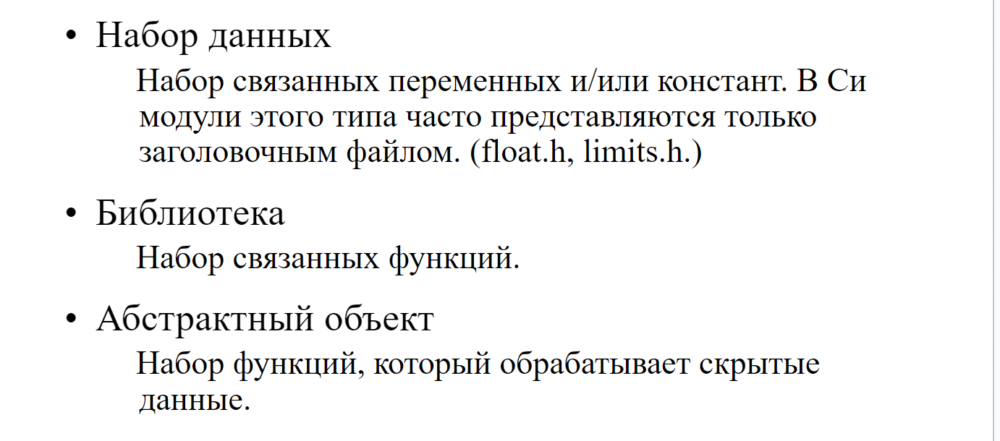 • Набор данных
Набор связанных переменных и/или констант. В Си
модули этого типа часто представляются только
заголовочным файлом. (float.h, limits.h.)
• Библиотека
Набор связанных функций.
• Абстрактный объект
Набор функций, который обрабатывает скрытые
данные.